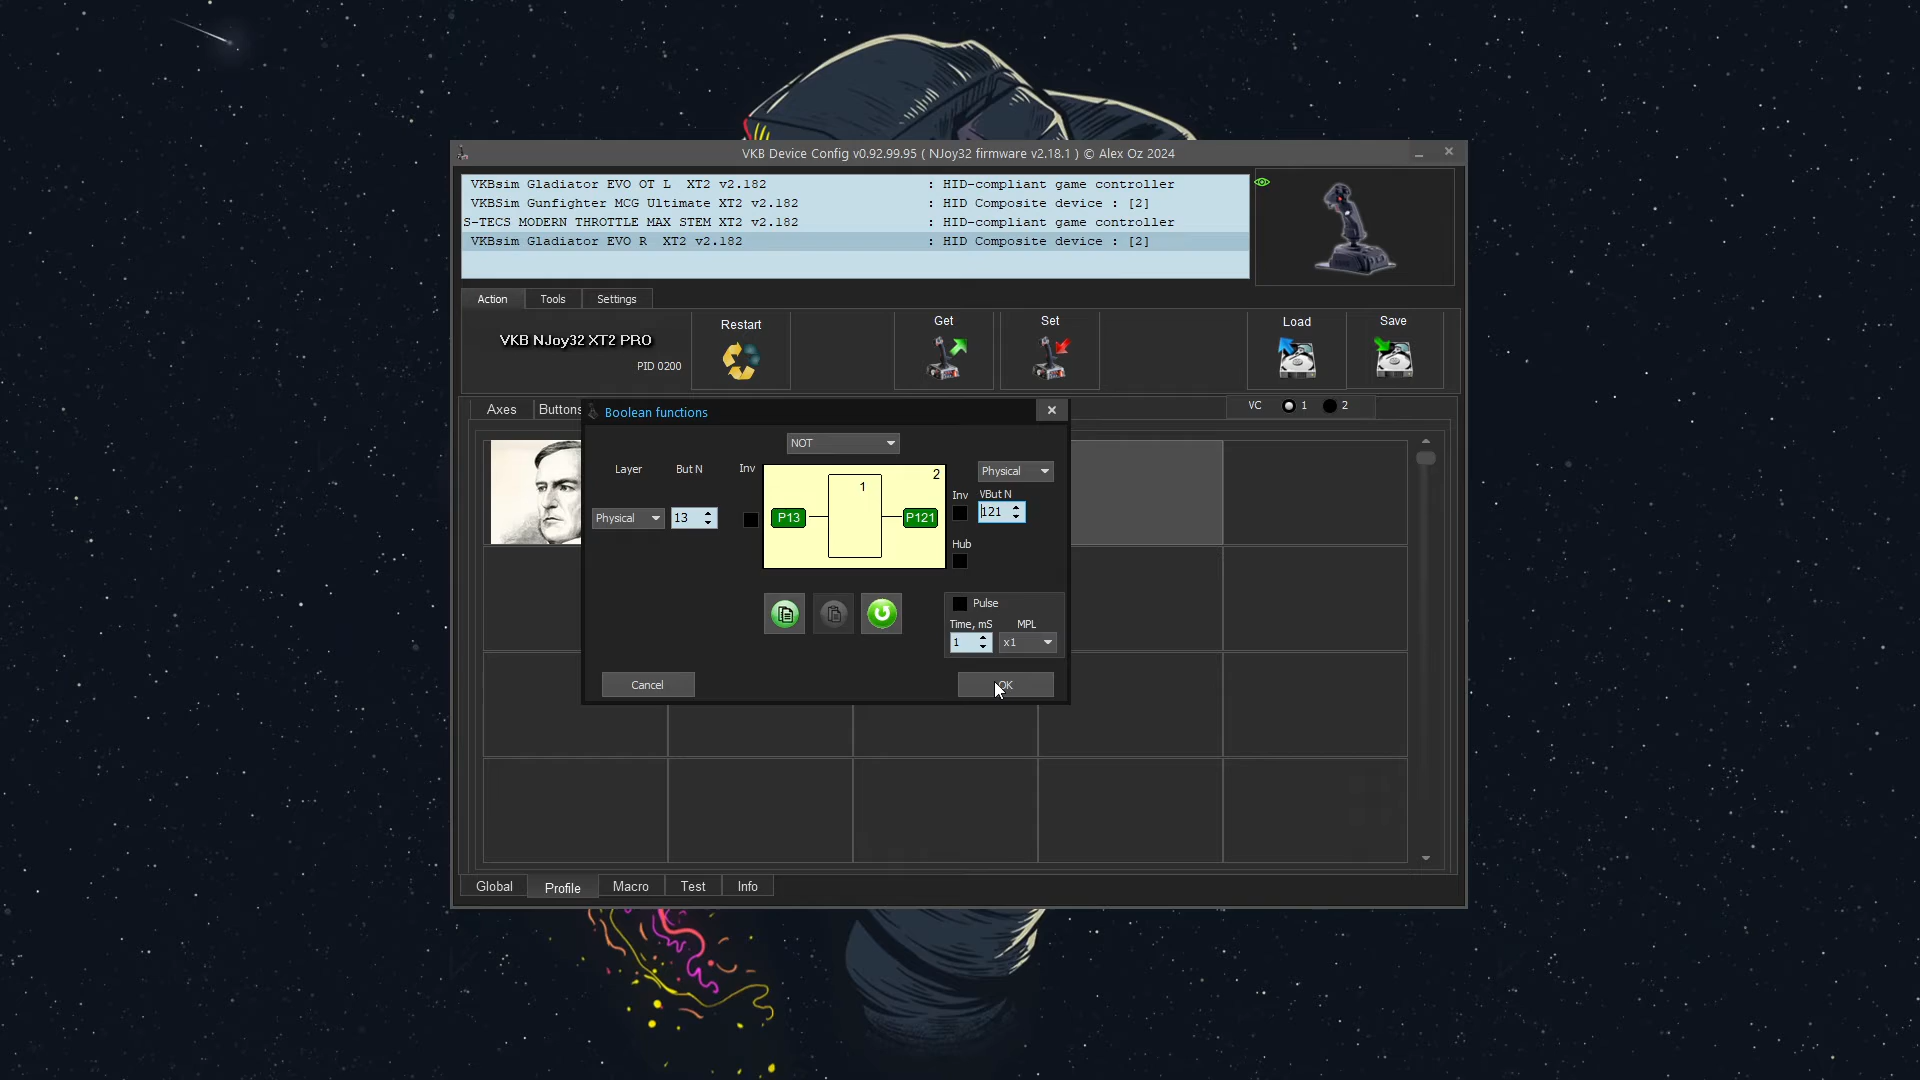 VKB Device Config v0.92.99.95 ( NJoy32 firmware v2.18.1 ) © Alex Oz 2024
VKBsim Gladiator EVO OT L XT2 v2.182 : HID-compliant game controller
VKBSim Gunfighter MCG Ultimate XT2 v2.182 : HID Composite device : [2]
S-TECS MODERN THROTTLE MAX STEM XT2 v2.182 : HID-compliant game controller
VKBsim Gladiator EVO R XT2 v2.182 : HID Composite device : [2]
Action Tools Settings
VKB NJoy32 XT2 PRO
PID 0200
Restart
Get
Set
Load
Save
Axes Buttons
VC 1 2
Boolean functions
NOT
Layer But N Inv
Physical 13
2
1
P13 P121
Physical
Inv VBut N
121
Hub
Pulse
Time, mS MPL
1 x1
Cancel
OK
Global Profile Macro Test Info